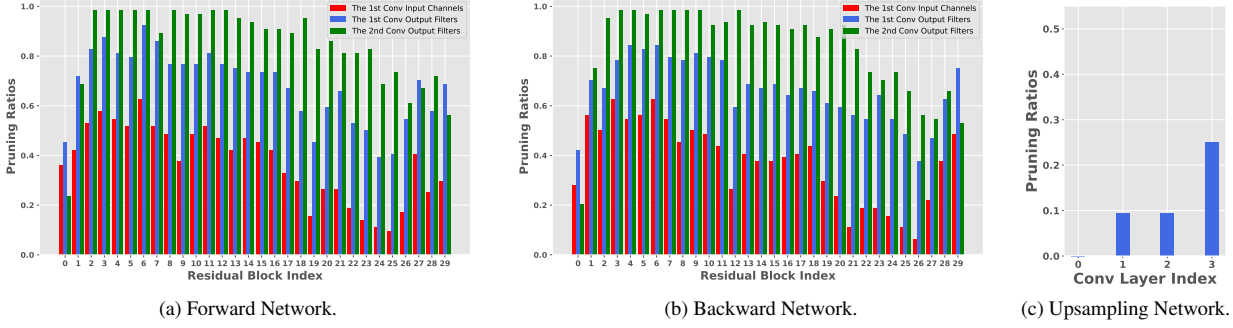 The 1st Conv Input Channels
The 1st Conv Output Filters
The 2nd Conv Output Filters
Pruning Ratios
1.0
0.8
0.6
0.4
0.2
0.0
0 1 2 3 4 5 6 7 8 9 10 11 12 13 14 15 16 17 18 19 20 21 22 23 24 25 26 27 28 29
Residual Block Index
(a) Forward Network.
The 1st Conv Input Channels
The 1st Conv Output Filters
The 2nd Conv Output Filters
Pruning Ratios
1.0
0.8
0.6
0.4
0.2
0.0
0 1 2 3 4 5 6 7 8 9 10 11 12 13 14 15 16 17 18 19 20 21 22 23 24 25 26 27 28 29
Residual Block Index
(b) Backward Network.
Pruning Ratios
0.5
0.4
0.3
0.2
0.1
0.0
0 1 2 3
Conv Layer Index
(c) Upsampling Network.